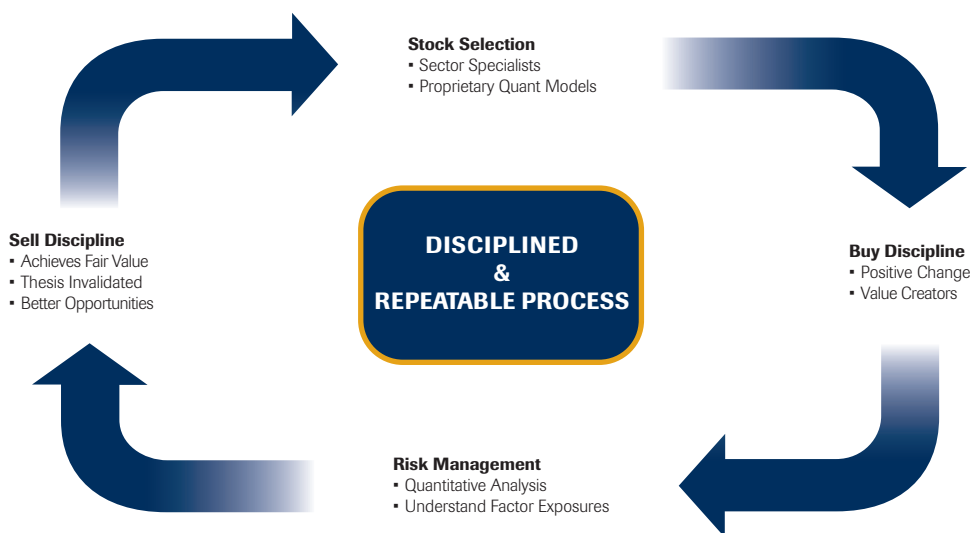 Stock Selection
▪ Sector Specialists
▪ Proprietary Quant Models
Sell Discipline
▪ Achieves Fair Value
▪ Thesis Invalidated
▪ Better Opportunities
DISCIPLINED
&
REPEATABLE PROCESS
Buy Discipline
▪ Positive Change
▪ Value Creators
Risk Management
▪ Quantitative Analysis
▪ Understand Factor Exposures